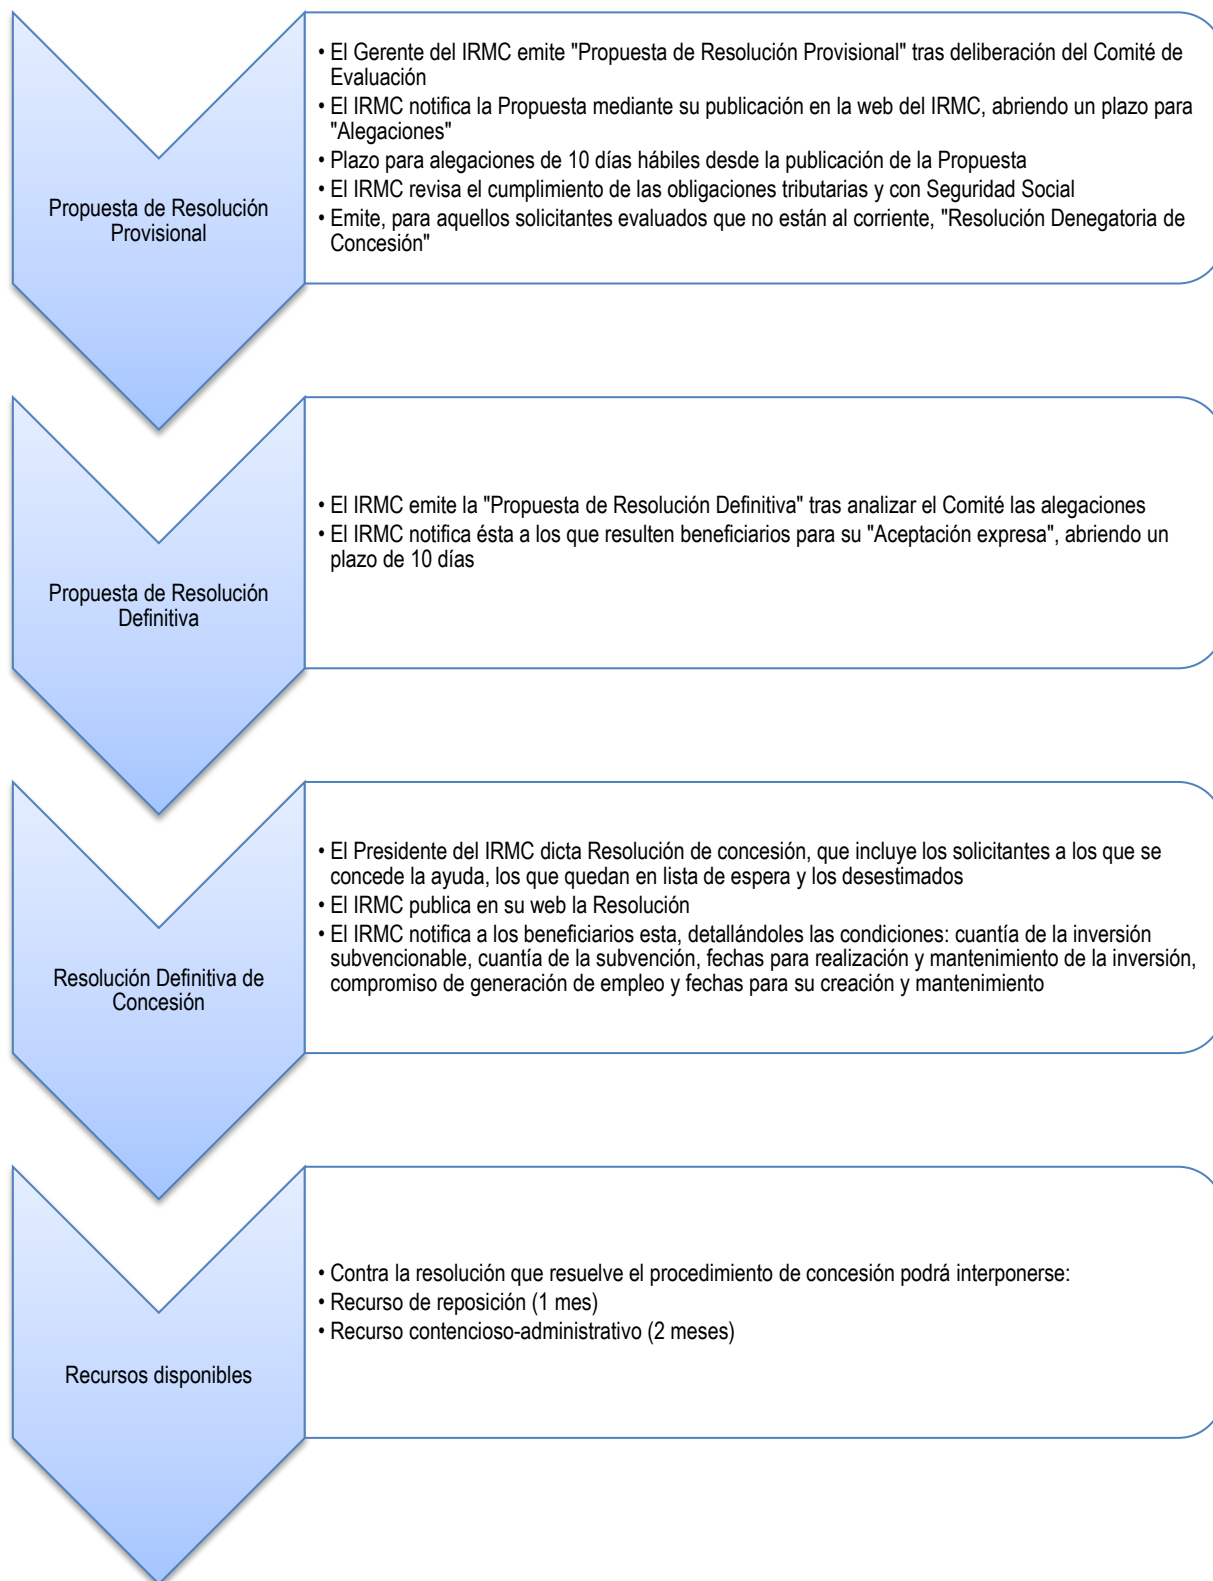 Propuesta de Resolución
Provisional
• El Gerente del IRMC emite "Propuesta de Resolución Provisional" tras deliberación del Comité de
Evaluación
• El IRMC notifica la Propuesta mediante su publicación en la web del IRMC, abriendo un plazo para
"Alegaciones"
• Plazo para alegaciones de 10 días hábiles desde la publicación de la Propuesta
• El IRMC revisa el cumplimiento de las obligaciones tributarias y con Seguridad Social
• Emite, para aquellos solicitantes evaluados que no están al corriente, "Resolución Denegatoria de
Concesión"
Propuesta de Resolución
Definitiva
• El IRMC emite la "Propuesta de Resolución Definitiva" tras analizar el Comité las alegaciones
• El IRMC notifica ésta a los que resulten beneficiarios para su "Aceptación expresa", abriendo un
plazo de 10 días
Resolución Definitiva de
Concesión
• El Presidente del IRMC dicta Resolución de concesión, que incluye los solicitantes a los que se
concede la ayuda, los que quedan en lista de espera y los desestimados
• El IRMC publica en su web la Resolución
• El IRMC notifica a los beneficiarios esta, detallándoles las condiciones: cuantía de la inversión
subvencionable, cuantía de la subvención, fechas para realización y mantenimiento de la inversión,
compromiso de generación de empleo y fechas para su creación y mantenimiento
Recursos disponibles
• Contra la resolución que resuelve el procedimiento de concesión podrá interponerse:
• Recurso de reposición (1 mes)
• Recurso contencioso-administrativo (2 meses)